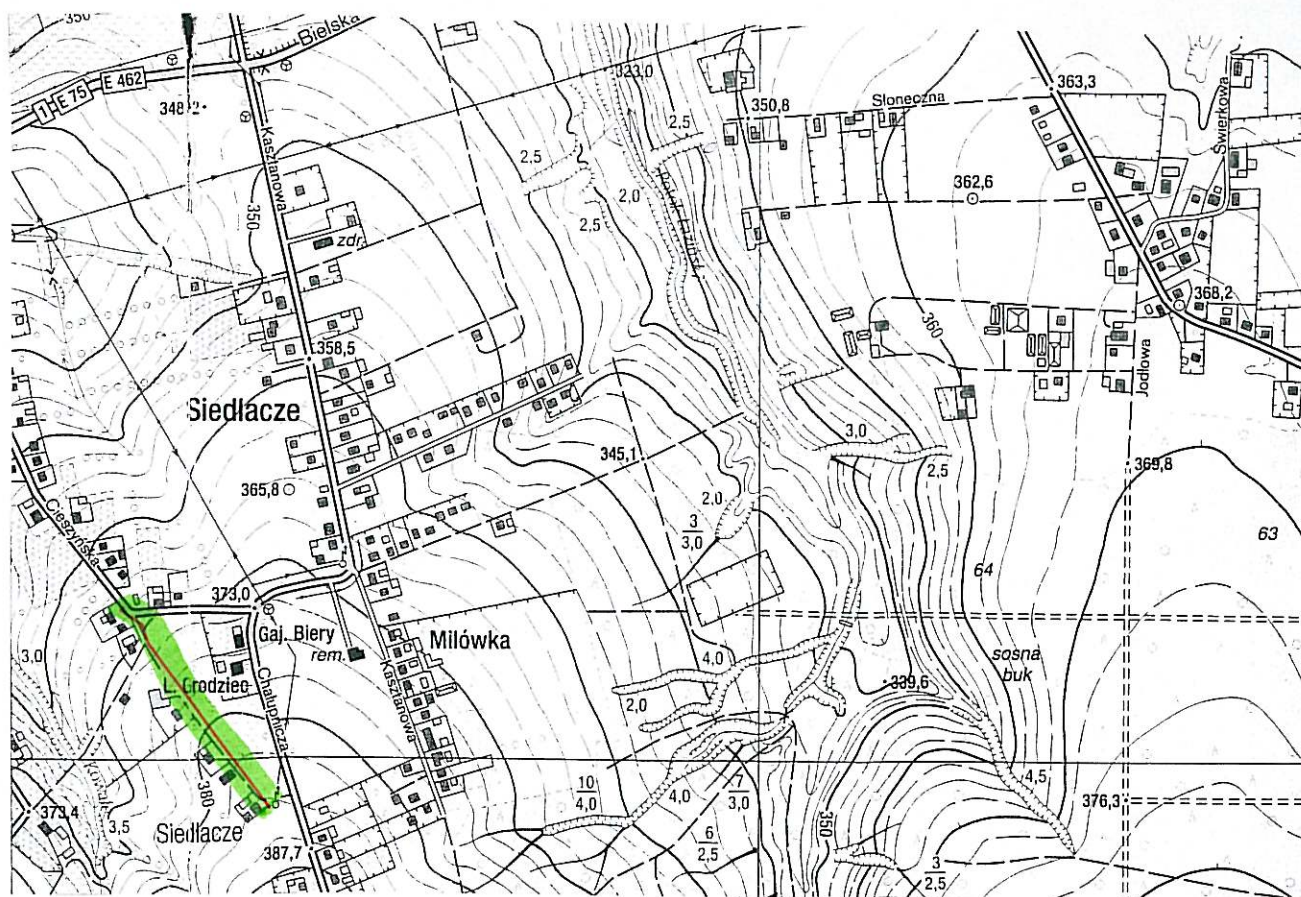 350
Bielska
1 E 75 E 462
348,2
Kasztanowa
350
zdr.
358,5
Siedlacze
365,8
Cieszyńska
373,0
Gaj. Biery
rem.
Milówka
Kasztanowa
Chałupnicza
L. Grodziec
3,0
380
373,4
3,5
Siedlacze
387,7
323,0
2,5
2,5
2,0
2,5
Potok
350,8
Słoneczna
363,3
Świerkowa
362,6
368,2
360
Jodłowa
3,0
2,5
345,1
2,0
3
3,0
369,8
63
64
4,0
2,0
339,6
sosna
buk
10
4,0
4,0
7
3,0
6
2,5
4,5
376,3
360
3
2,5